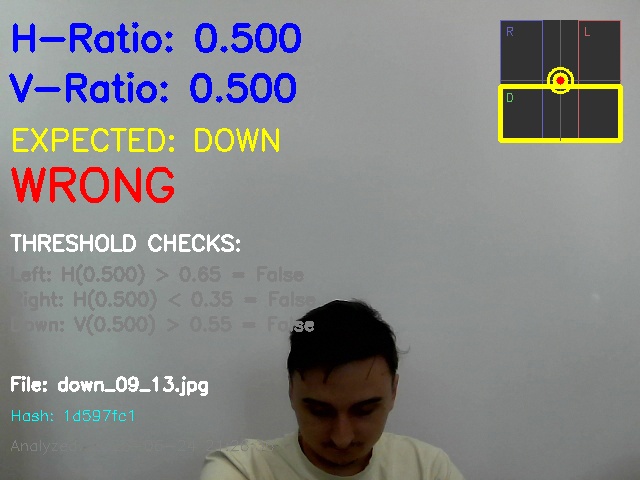 H-Ratio: 0.500
V-Ratio: 0.500
EXPECTED: DOWN
WRONG
THRESHOLD CHECKS:
Left: H(0.500) > 0.65 = False
Right: H(0.500) < 0.35 = False
Down: V(0.500) > 0.55 = False
File: down_09_13.jpg
Hash: 1d597fc1
R
L
D